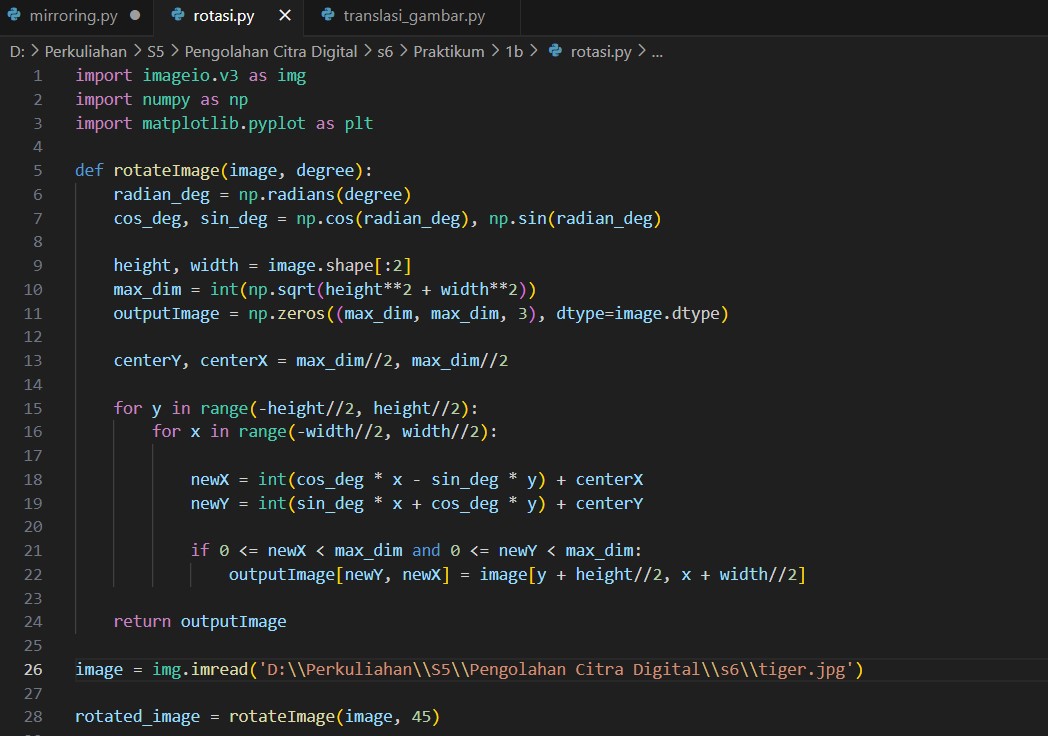 mirroring.py ● rotasi.py × translasi_gambar.py
D: > Perkuliahan > S5 > Pengolahan Citra Digital > s6 > Praktikum > 1b > rotasi.py > ...
1 import imageio.v3 as img
2 import numpy as np
3 import matplotlib.pyplot as plt
4
5 def rotateImage(image, degree):
6     radian_deg = np.radians(degree)
7     cos_deg, sin_deg = np.cos(radian_deg), np.sin(radian_deg)
8
9     height, width = image.shape[:2]
10     max_dim = int(np.sqrt(height**2 + width**2))
11     outputImage = np.zeros((max_dim, max_dim, 3), dtype=image.dtype)
12
13     centerY, centerX = max_dim//2, max_dim//2
14
15     for y in range(-height//2, height//2):
16         for x in range(-width//2, width//2):
17
18             newX = int(cos_deg * x - sin_deg * y) + centerX
19             newY = int(sin_deg * x + cos_deg * y) + centerY
20
21             if 0 <= newX < max_dim and 0 <= newY < max_dim:
22                 outputImage[newY, newX] = image[y + height//2, x + width//2]
23
24     return outputImage
25
26 image = img.imread('D:\\Perkuliahan\\S5\\Pengolahan Citra Digital\\s6\\tiger.jpg')
27
28 rotated_image = rotateImage(image, 45)